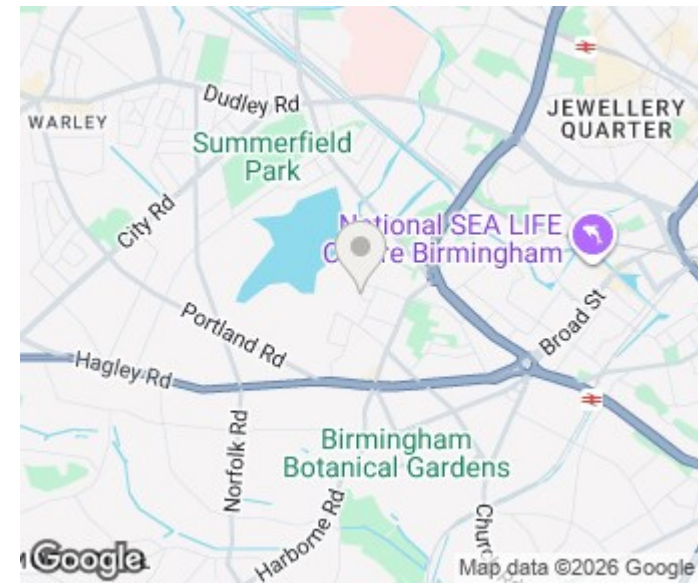 Dudley Rd
JEWELLERY
QUARTER
WARLEY
Summerfield
Park
City Rd
National SEA LIFE
Centre Birmingham
Portland Rd
Broad St
Hagley Rd
Norfolk Rd
Birmingham
Botanical Gardens
Harborne Rd
Google
Map data ©2026 Google